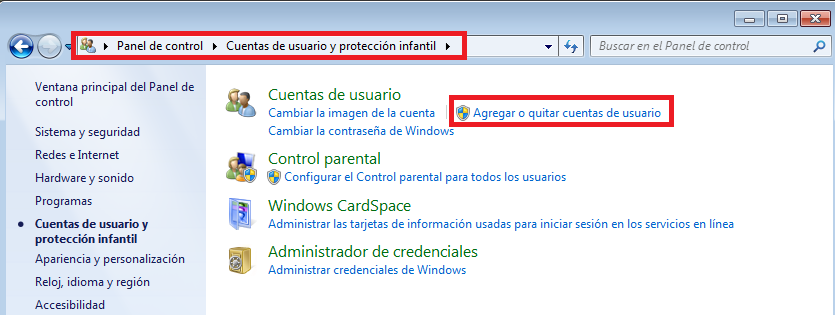 Panel de control Cuentas de usuario y protección infantil
Buscar en el Panel de control
Ventana principal del Panel de
control
Sistema y seguridad
Redes e Internet
Hardware y sonido
Programas
Cuentas de usuario y
protección infantil
Apariencia y personalización
Reloj, idioma y región
Accesibilidad
Cuentas de usuario
Cambiar la imagen de la cuenta Agregar o quitar cuentas de usuario
Cambiar la contraseña de Windows
Control parental
Configurar el Control parental para todos los usuarios
Windows CardSpace
Administrar las tarjetas de información usadas para iniciar sesión en los servicios en línea
Administrador de credenciales
Administrar credenciales de Windows